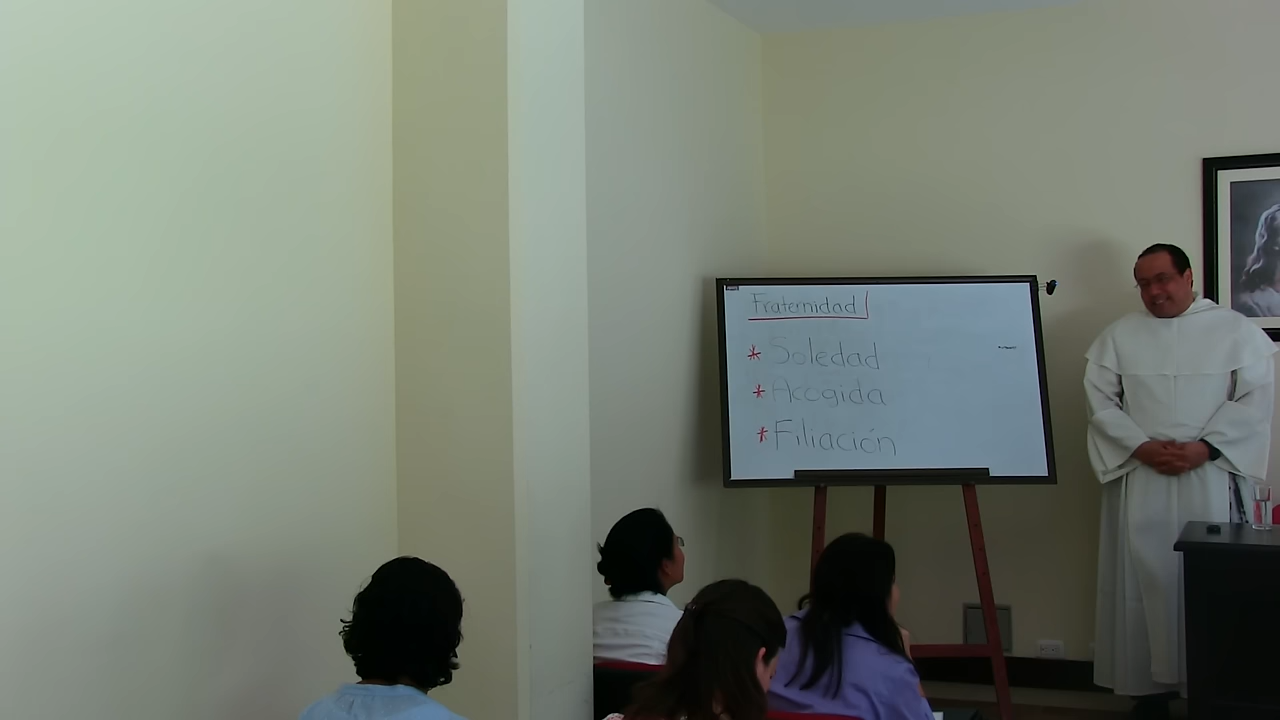 Fraternidad
* Soledad
* Acogida
* Filiación